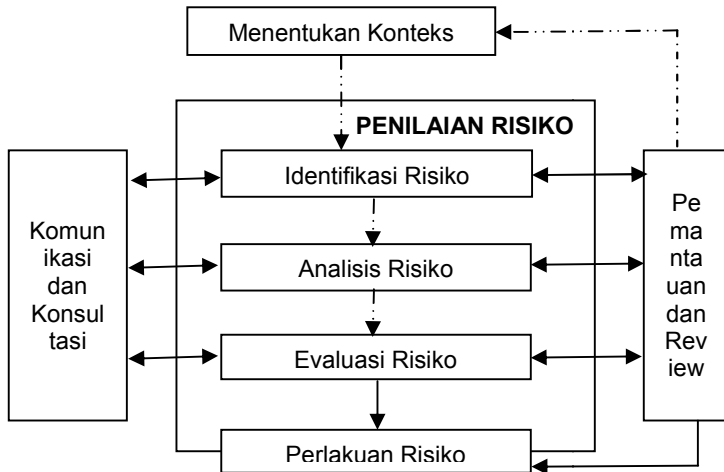 Menentukan Konteks
PENILAIAN RISIKO
Identifikasi Risiko
Komun
ikasi
dan
Konsul
tasi
Analisis Risiko
Evaluasi Risiko
Perlakuan Risiko
Pe
ma
nta
uan
dan
Rev
iew